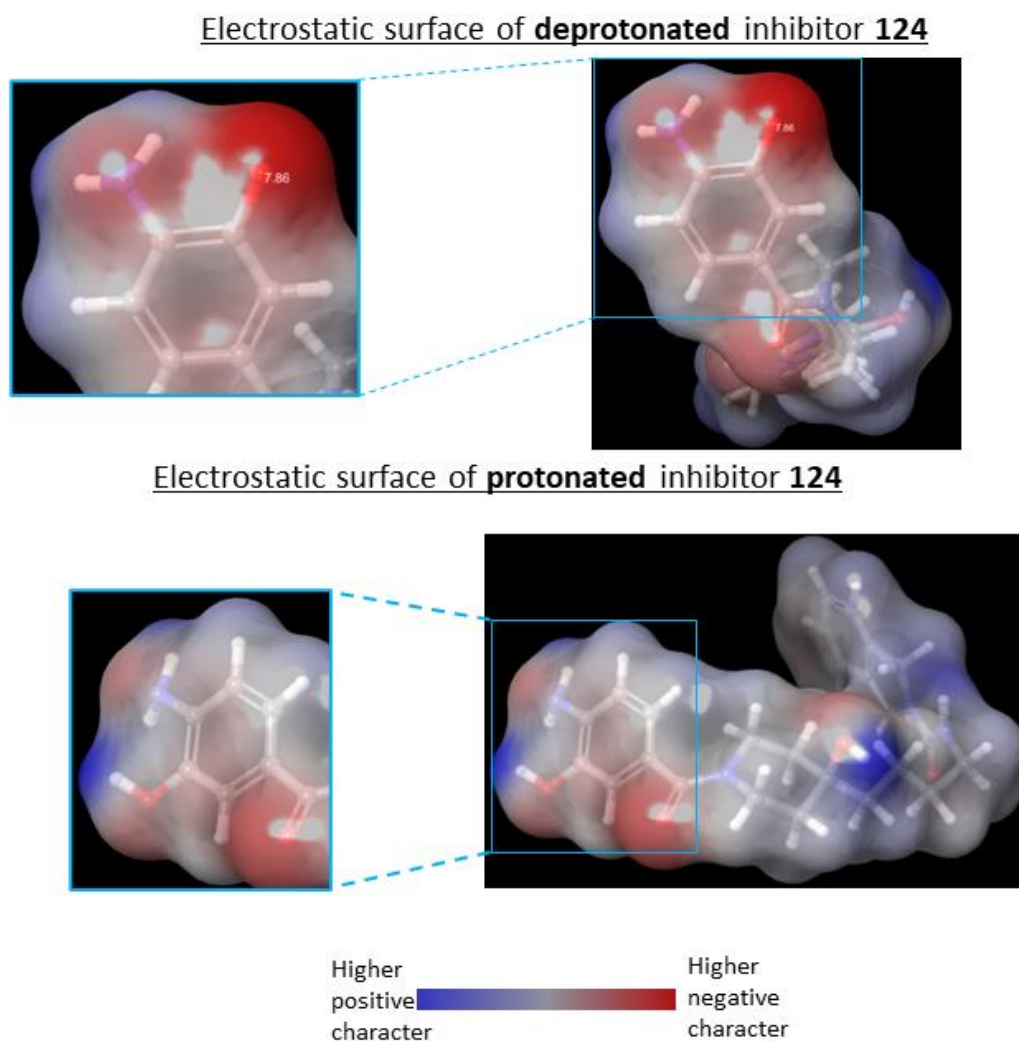 Electrostatic surface of deprotonated inhibitor 124
7.86
7.86
Electrostatic surface of protonated inhibitor 124
Higher
positive
character
Higher
negative
character